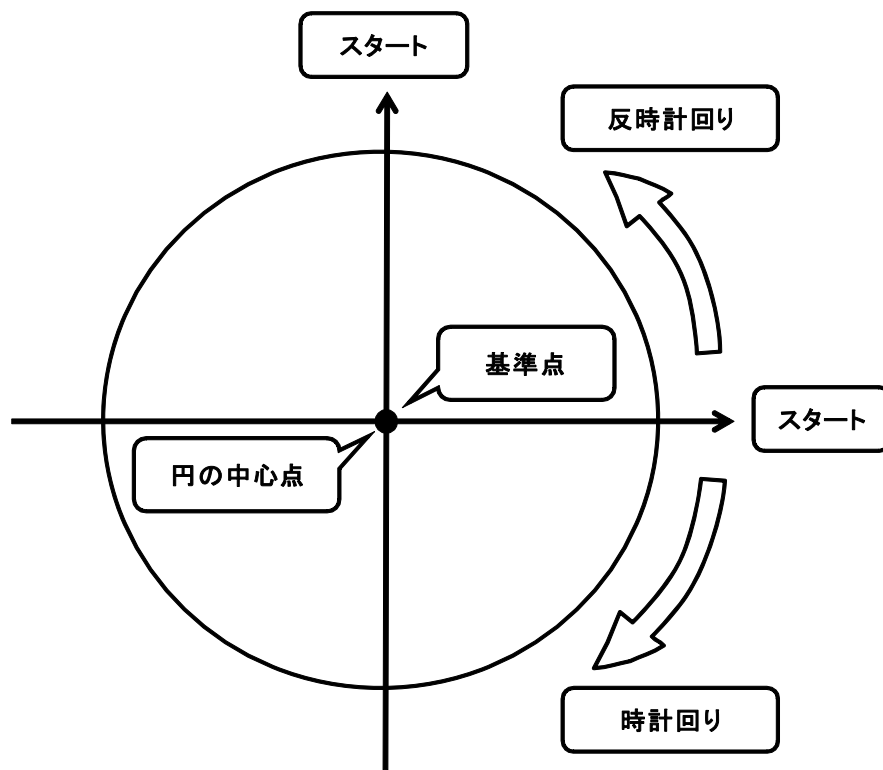 スタート
反時計回り
基準点
スタート
円の中心点
時計回り